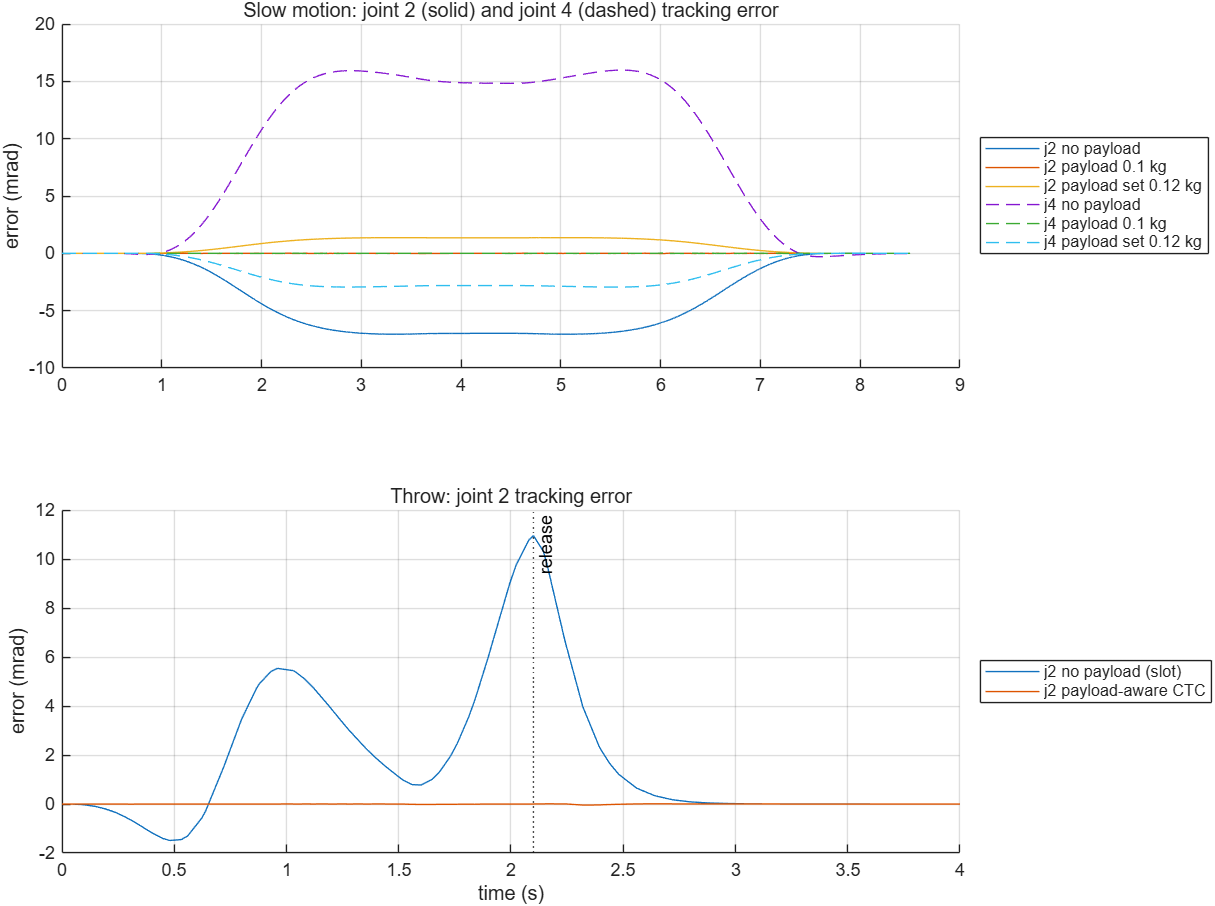 Slow motion: joint 2 (solid) and joint 4 (dashed) tracking error
20
15
10
5
0
-5
-10
error (mrad)
0 1 2 3 4 5 6 7 8 9
j2 no payload
j2 payload 0.1 kg
j2 payload set 0.12 kg
j4 no payload
j4 payload 0.1 kg
j4 payload set 0.12 kg
Throw: joint 2 tracking error
12
10
8
6
4
2
0
-2
error (mrad)
release
0 0.5 1 1.5 2 2.5 3 3.5 4
time (s)
j2 no payload (slot)
j2 payload-aware CTC